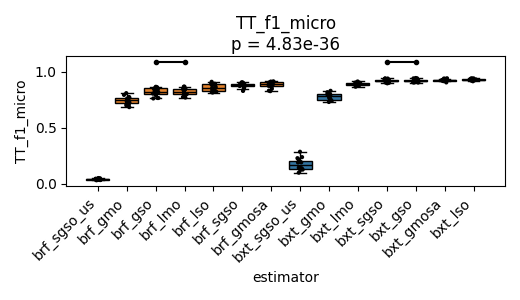 TT_f1_micro
p = 4.83e-36
TT_f1_micro
1.0
0.5
0.0
brf_sgso_us
brf_gmo
brf_gso
brf_lmo
brf_lso
brf_sgso
brf_gmosa
bxt_sgso_us
bxt_gmo
bxt_lmo
bxt_sgso
bxt_gso
bxt_gmosa
bxt_lso
estimator